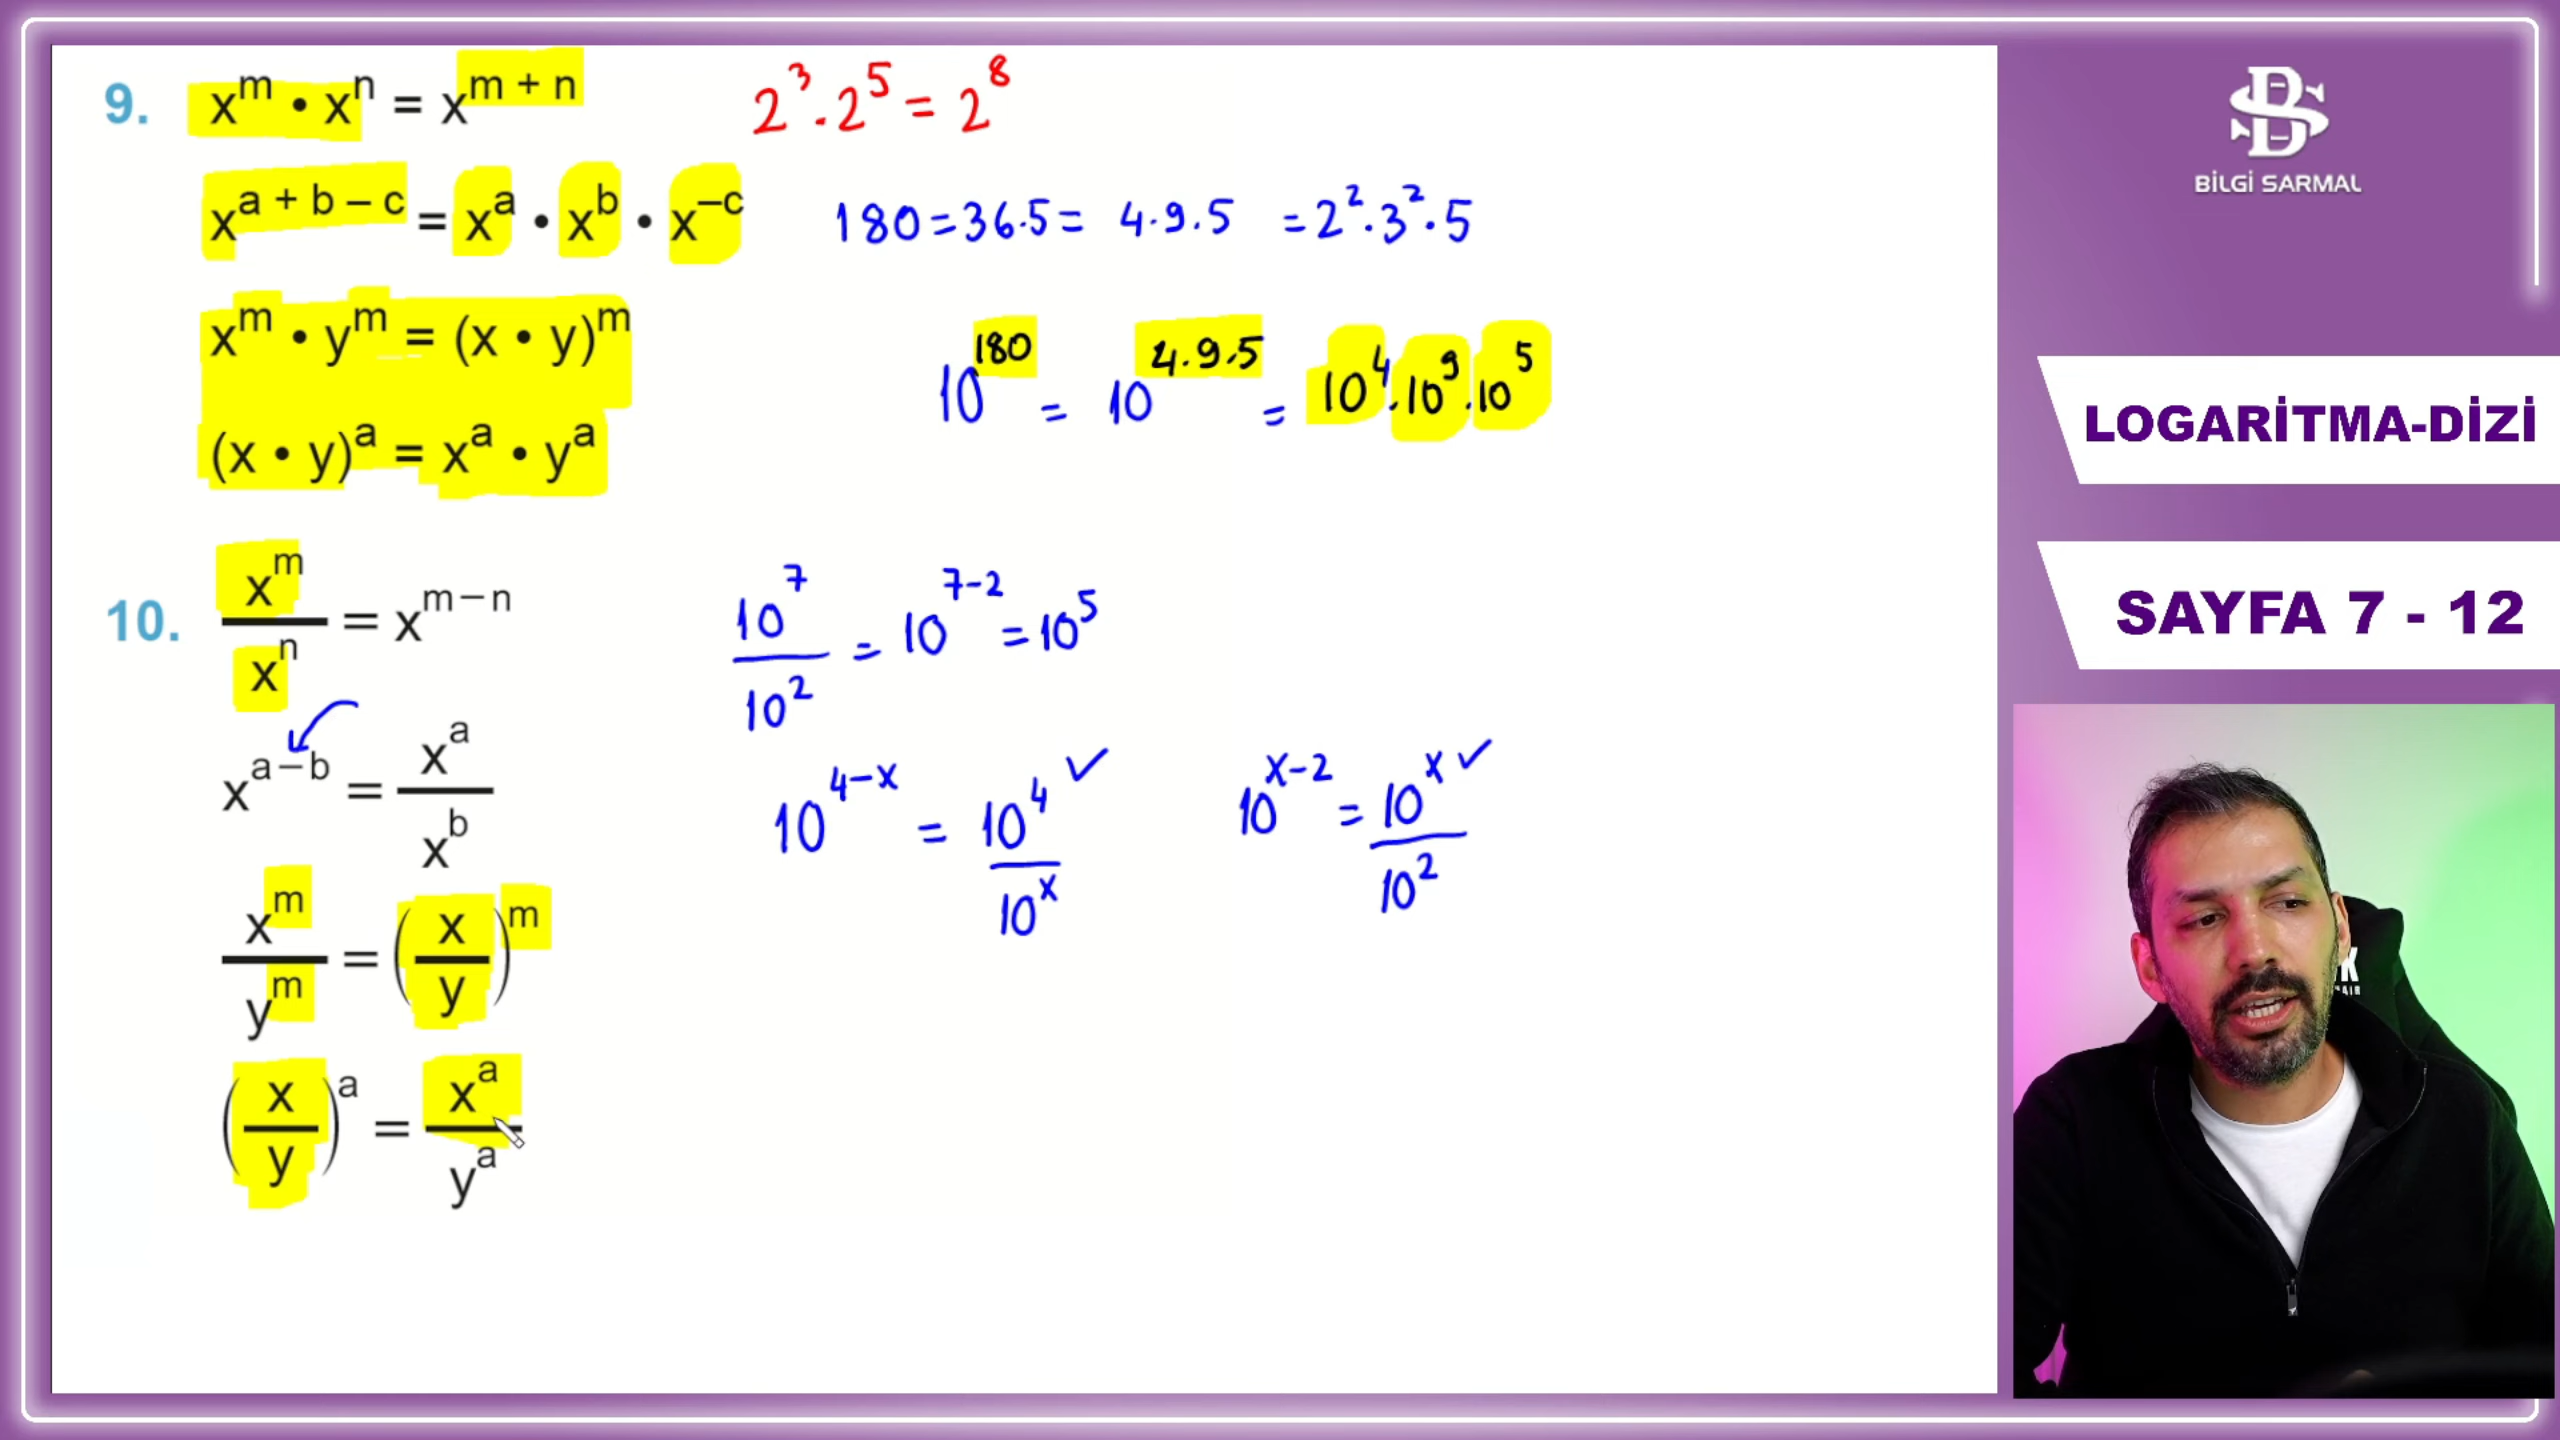 9. x^m • x^n = x^(m + n)
2^3 . 2^5 = 2^8
x^(a + b – c) = x^a • x^b • x^(–c)
180 = 36.5 = 4.9.5 = 2^2 . 3^2 . 5
x^m • y^m = (x • y)^m
10^180 = 10^(4.9.5) = 10^4 . 10^9 . 10^5
(x • y)^a = x^a • y^a
10. x^m / x^n = x^(m – n)
10^7 / 10^2 = 10^(7-2) = 10^5
x^(a – b) = x^a / x^b
10^(4-x) = 10^4 / 10^x ✓
10^(x-2) = 10^x / 10^2 ✓
x^m / y^m = (x / y)^m
(x / y)^a = x^a / y^a
BİLGİ SARMAL
LOGARİTMA-DİZİ
SAYFA 7 - 12